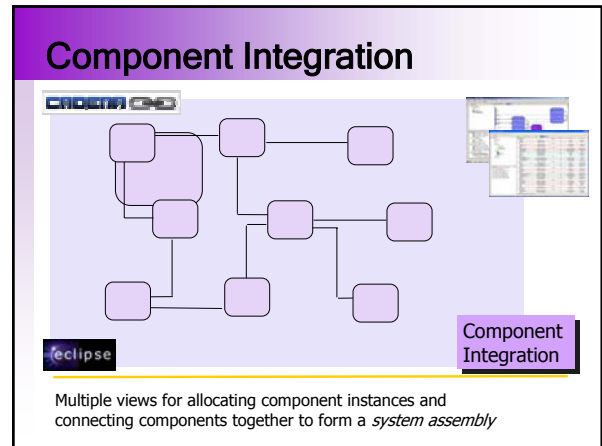 Component Integration
CADENA
eclipse
Component
Integration
Multiple views for allocating component instances and
connecting components together to form a system assembly